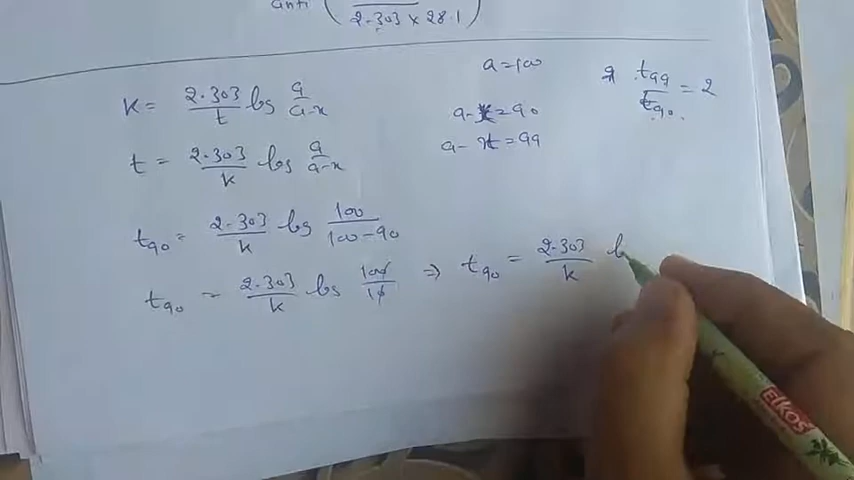 anti ( / 2.303 × 28.1 )
K = 2.303/t log a/a-x
a = 100
t99/t90 = 2
a - x = 90
t = 2.303/K log a/a-x
a - x = 99
t90 = 2.303/K log 100/100-90
t90 = 2.303/K log 100/10 ⇒ t90 = 2.303/K l
elkos